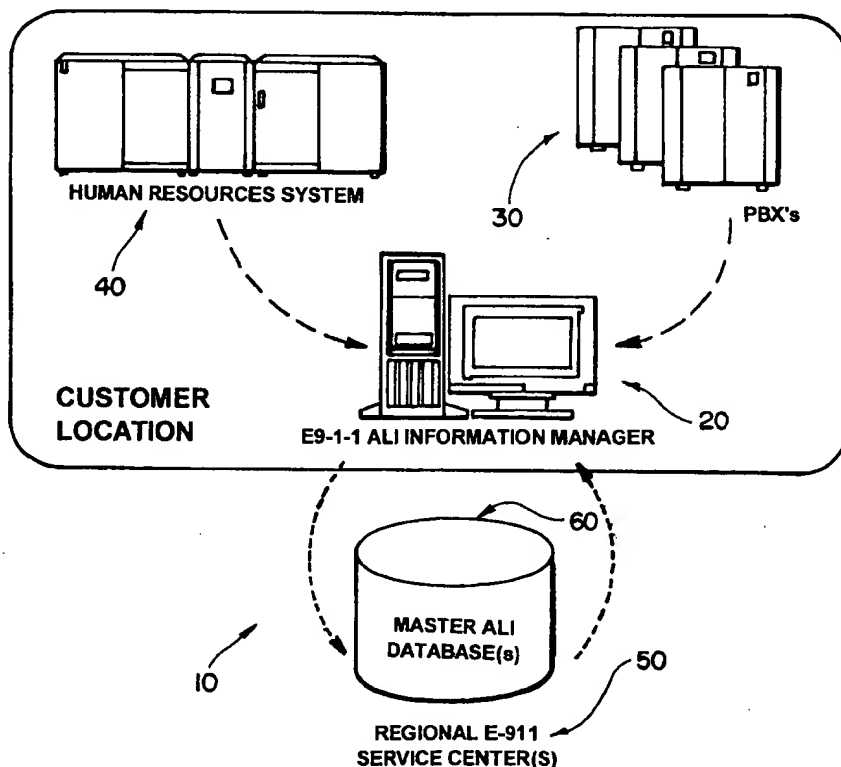 HUMAN RESOURCES SYSTEM
40
30
PBX's
CUSTOMER
LOCATION
20
E9-1-1 ALI INFORMATION MANAGER
60
MASTER ALI
DATABASE(s)
10
50
REGIONAL E-911
SERVICE CENTER(S)